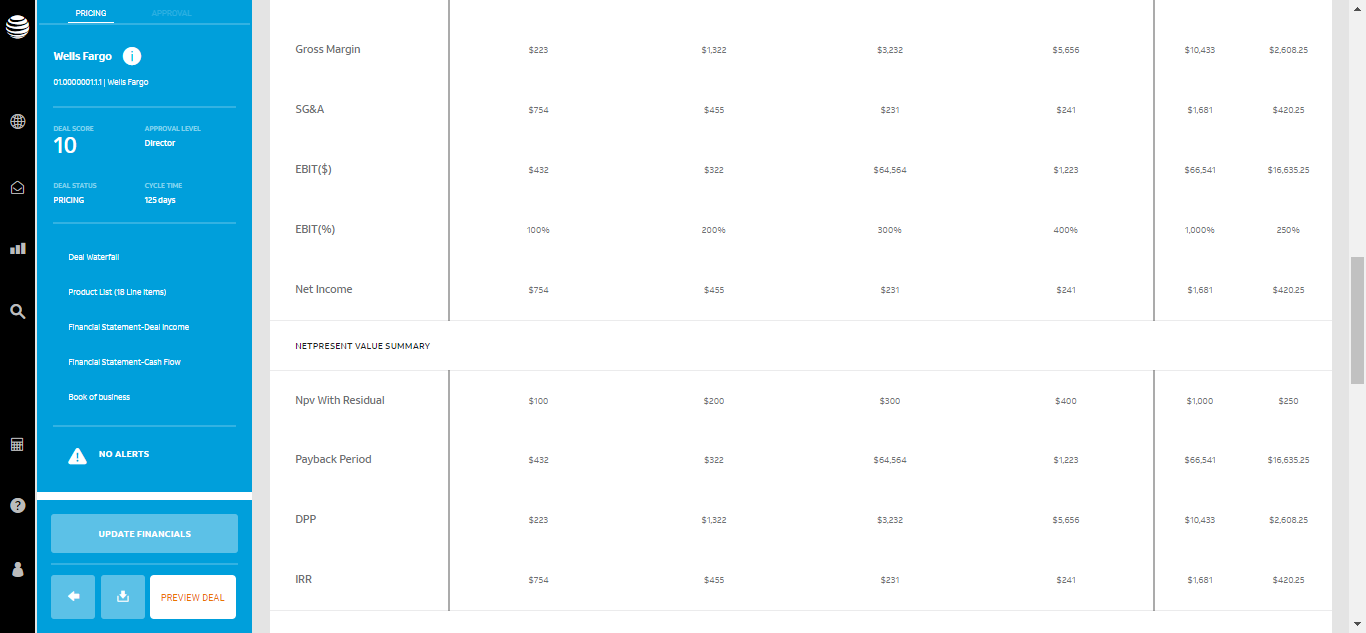 PRICING APPROVAL
Wells Fargo i
01.0000001.1.1 | Wells Fargo
DEAL SCORE APPROVAL LEVEL
10 Director
DEAL STATUS CYCLE TIME
PRICING 125 days
Deal Waterfall
Product List (18 Line Items)
Financial Statement-Deal Income
Financial Statement-Cash Flow
Book of business
NO ALERTS
UPDATE FINANCIALS
PREVIEW DEAL
Gross Margin $223 $1,322 $3,232 $5,656 $10,433 $2,608.25
SG&A $754 $455 $231 $241 $1,681 $420.25
EBIT($) $432 $322 $64,564 $1,223 $66,541 $16,635.25
EBIT(%) 100% 200% 300% 400% 1,000% 250%
Net Income $754 $455 $231 $241 $1,681 $420.25
NETPRESENT VALUE SUMMARY
Npv With Residual $100 $200 $300 $400 $1,000 $250
Payback Period $432 $322 $64,564 $1,223 $66,541 $16,635.25
DPP $223 $1,322 $3,232 $5,656 $10,433 $2,608.25
IRR $754 $455 $231 $241 $1,681 $420.25